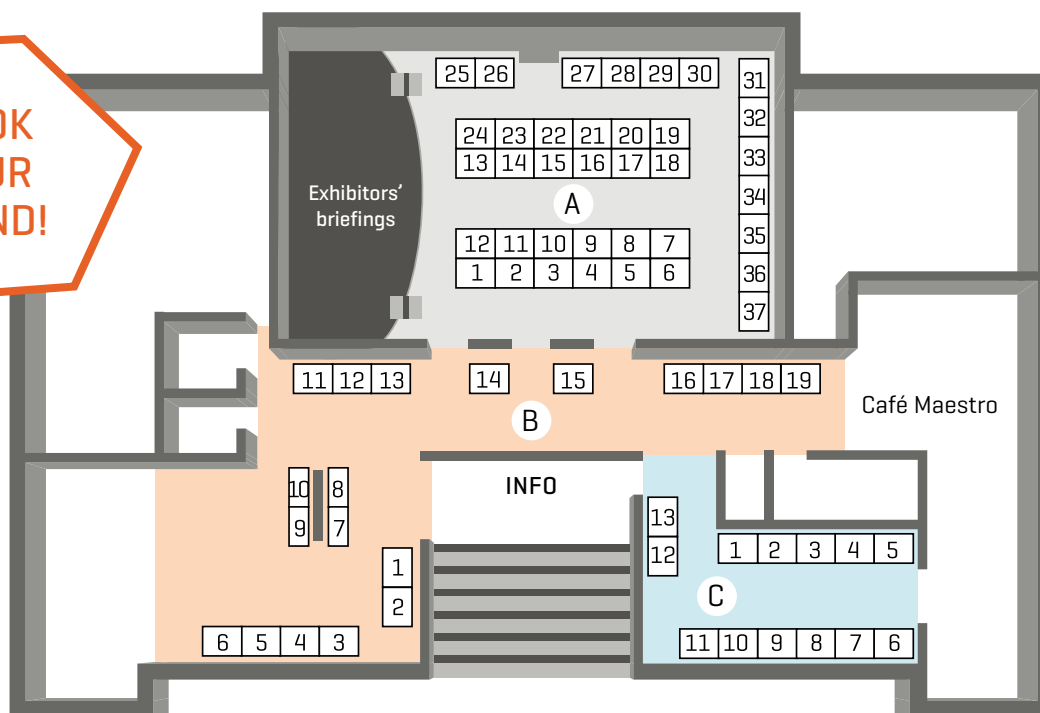 OK
UR
ND!
25 26
27 28 29 30
31
32
33
34
35
36
37
24 23 22 21 20 19
13 14 15 16 17 18
Exhibitors'
briefings
A
12 11 10 9 8 7
1 2 3 4 5 6
11 12 13
14
15
16 17 18 19
Café Maestro
B
INFO
10 8
9 7
1
2
6 5 4 3
13
12
1 2 3 4 5
C
11 10 9 8 7 6